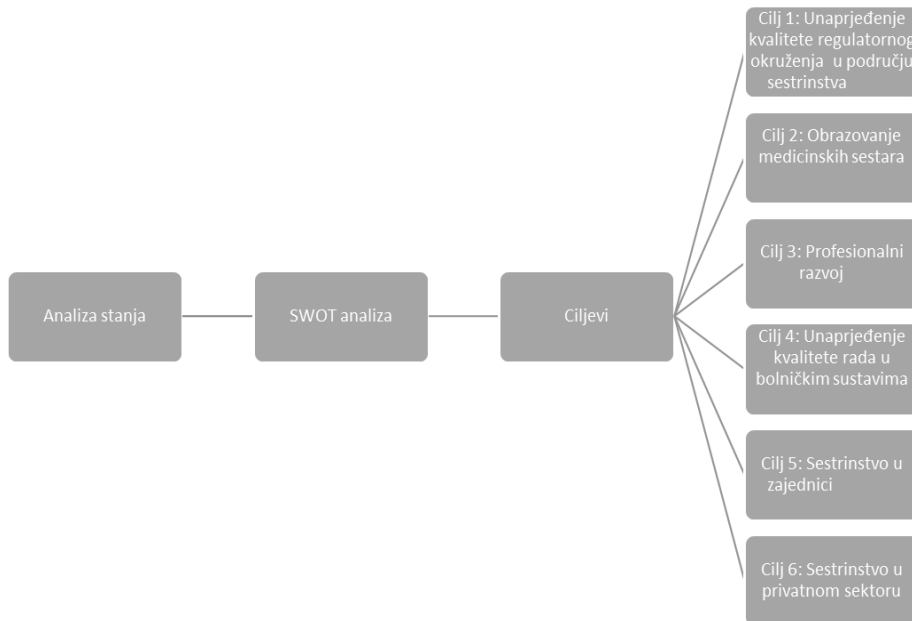 Analiza stanja
SWOT analiza
Ciljevi
Cilj 1: Unaprjeđenje
kvalitete regulatornog
okruženja u području
sestrinstva
Cilj 2: Obrazovanje
medicinskih sestara
Cilj 3: Profesionalni
razvoj
Cilj 4: Unaprjeđenje
kvalitete rada u
bolničkim sustavima
Cilj 5: Sestrinstvo u
zajednici
Cilj 6: Sestrinstvo u
privatnom sektoru